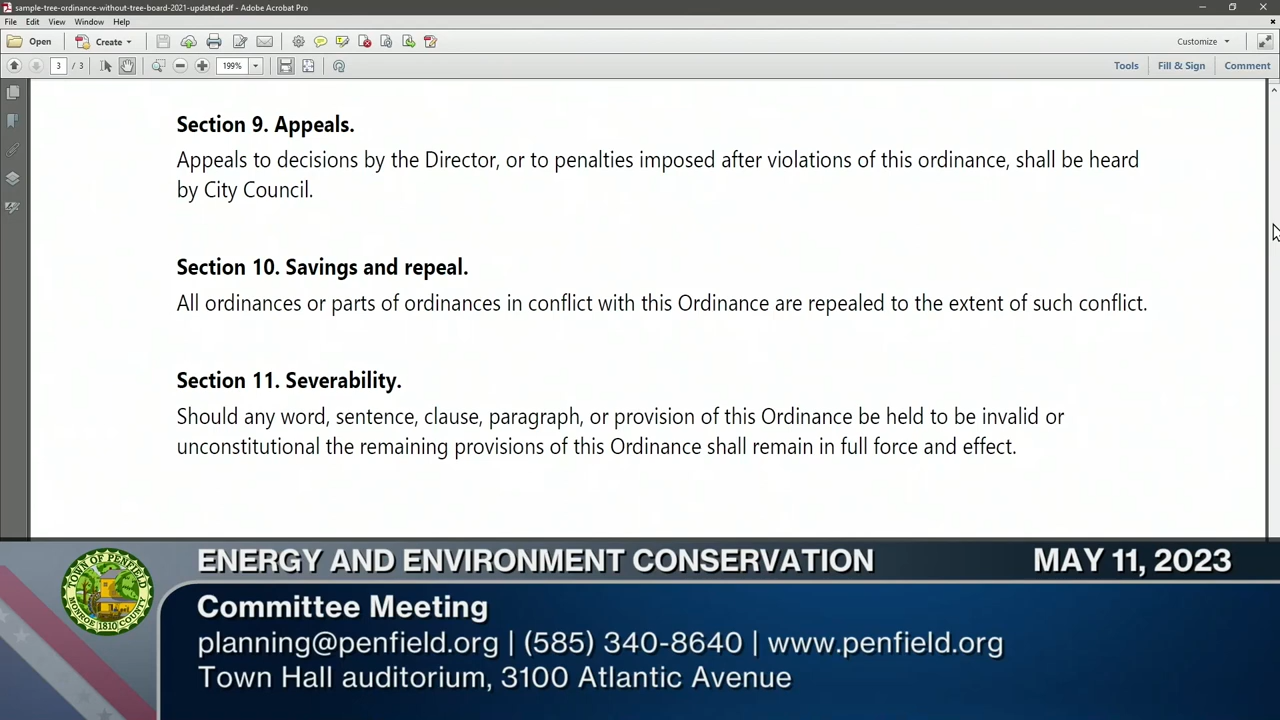 sample-tree-ordinance-without-tree-board-2021-updated.pdf - Adobe Acrobat Pro
File Edit View Window Help
Open Create Customize
3 / 3 199% Tools Fill & Sign Comment
Section 9. Appeals.
Appeals to decisions by the Director, or to penalties imposed after violations of this ordinance, shall be heard
by City Council.
Section 10. Savings and repeal.
All ordinances or parts of ordinances in conflict with this Ordinance are repealed to the extent of such conflict.
Section 11. Severability.
Should any word, sentence, clause, paragraph, or provision of this Ordinance be held to be invalid or
unconstitutional the remaining provisions of this Ordinance shall remain in full force and effect.
TOWN OF PENFIELD
MONROE 1810 COUNTY
ENERGY AND ENVIRONMENT CONSERVATION MAY 11, 2023
Committee Meeting
planning@penfield.org | (585) 340-8640 | www.penfield.org
Town Hall auditorium, 3100 Atlantic Avenue